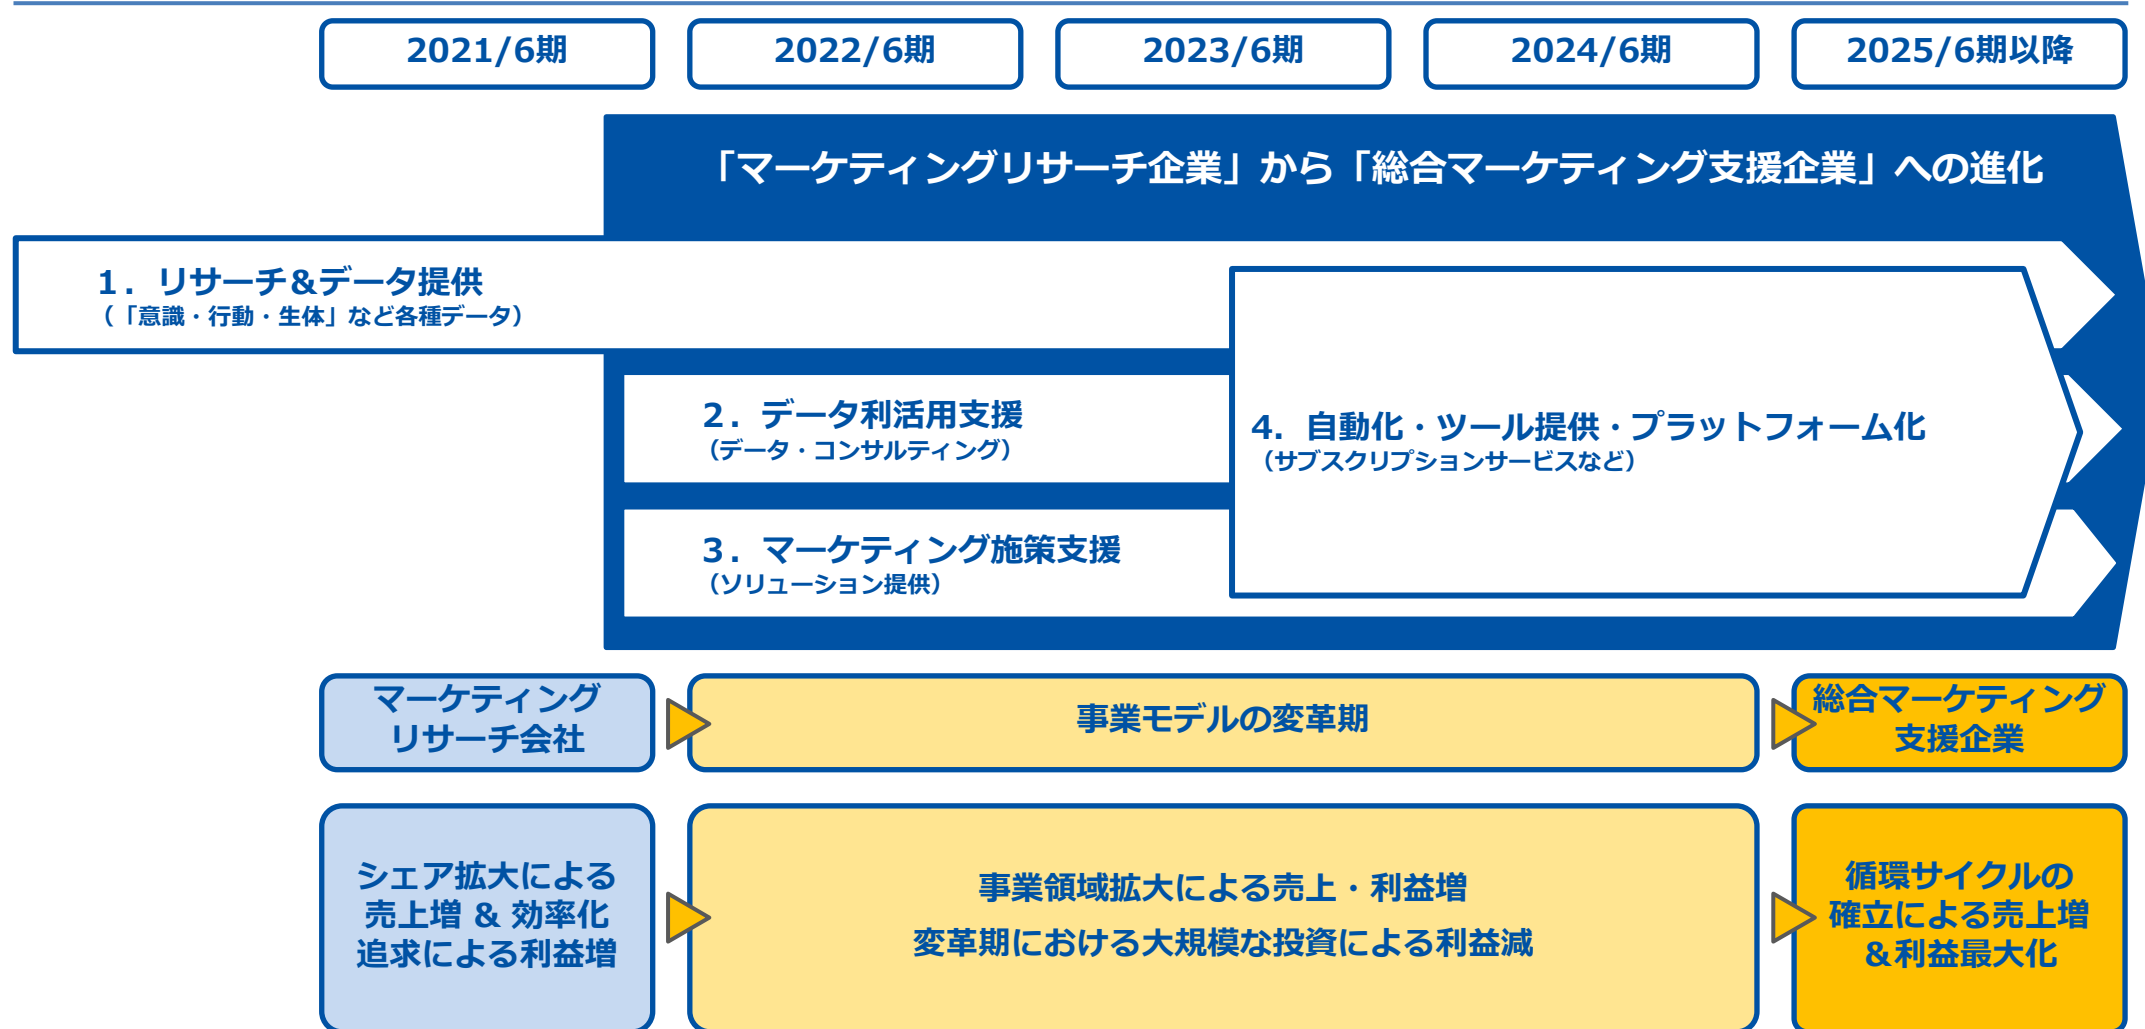 2021/6期
2022/6期
2023/6期
2024/6期
2025/6期以降
「マーケティングリサーチ企業」から「総合マーケティング支援企業」への進化
1．リサーチ&データ提供
（「意識・行動・生体」など各種データ）
2．データ利活用支援
（データ・コンサルティング）
3．マーケティング施策支援
（ソリューション提供）
4．自動化・ツール提供・プラットフォーム化
（サブスクリプションサービスなど）
マーケティング
リサーチ会社
事業モデルの変革期
総合マーケティング
支援企業
シェア拡大による
売上増 & 効率化
追求による利益増
事業領域拡大による売上・利益増
変革期における大規模な投資による利益減
循環サイクルの
確立による売上増
&利益最大化